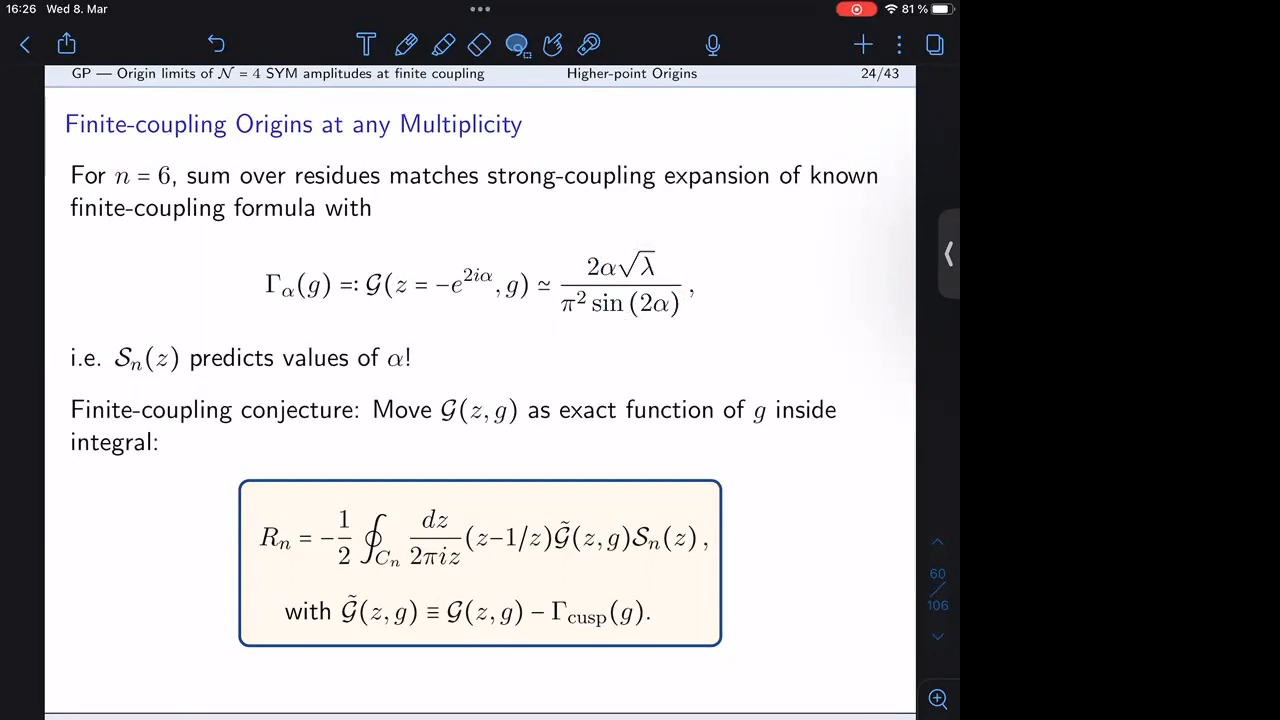 16:26 Wed 8. Mar 81 %
GP — Origin limits of 𝒩 = 4 SYM amplitudes at finite coupling Higher-point Origins 24/43
Finite-coupling Origins at any Multiplicity
For n = 6, sum over residues matches strong-coupling expansion of known
finite-coupling formula with
Γ_α(g) =: 𝒢(z = −e^{2iα}, g) ≃ 2α√λ / (π² sin (2α)) ,
i.e. 𝒮_n(z) predicts values of α!
Finite-coupling conjecture: Move 𝒢(z, g) as exact function of g inside
integral:
R_n = −1/2 ∮_{C_n} dz/(2πiz) (z−1/z)𝒢̃(z, g)𝒮_n(z) ,
with 𝒢̃(z, g) ≡ 𝒢(z, g) − Γ_cusp(g).
60
/
106